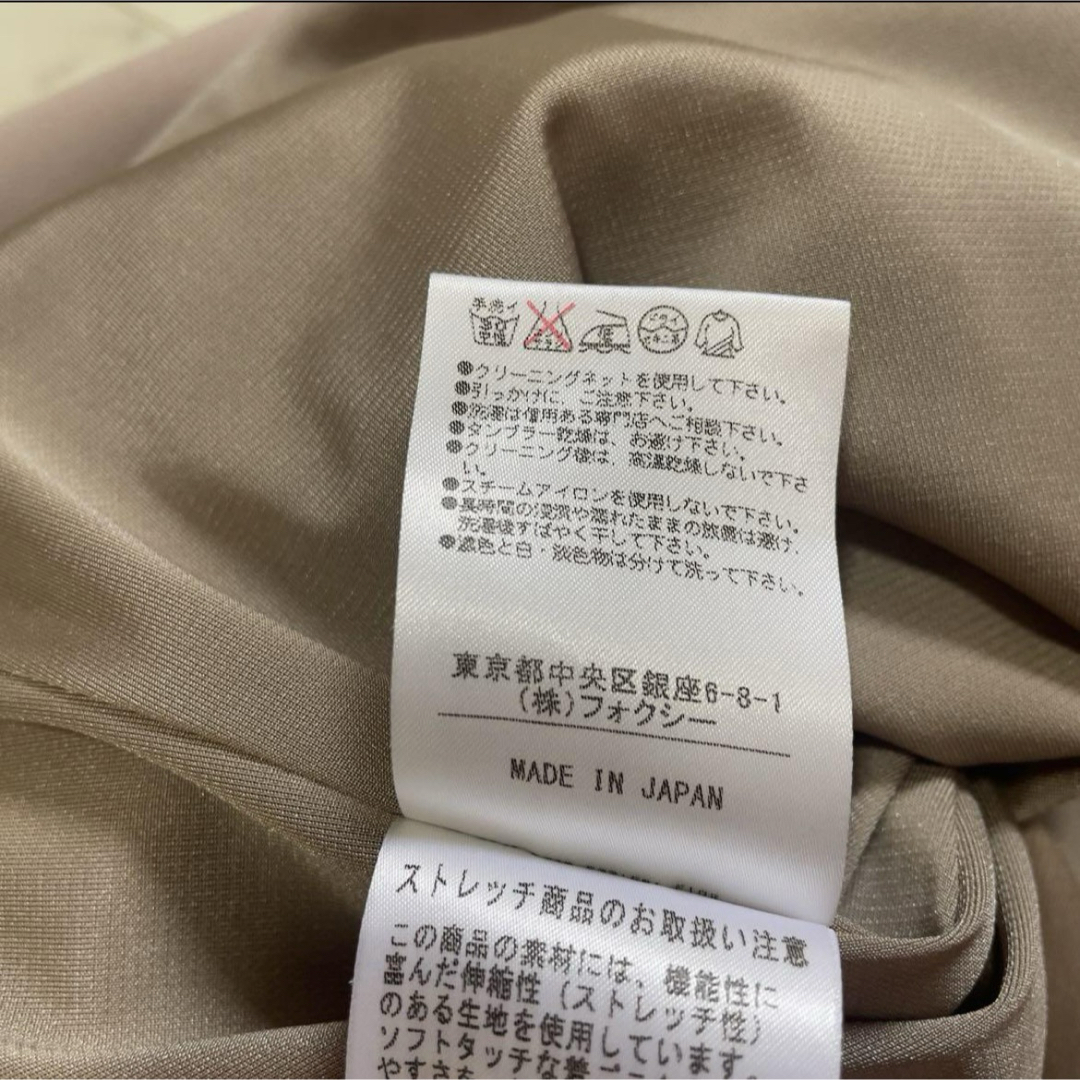 手洗イ
低
ドライ
セキユ系
●クリーニングネットを使用して下さい。
●引っかけに、ご注意下さい。
●洗濯は信用ある専門店へご相談下さい。
●タンブラー乾燥は、お避け下さい。
●クリーニング後は、高温乾燥しないで下さ
い。
●スチームアイロンを使用しないで下さい。
●長時間の浸漬や濡れたままの放置は避け、
洗濯後すばやく干して下さい。
●濃色と白・淡色物は分けて洗って下さい。
東京都中央区銀座6-8-1
(株)フォクシー
MADE IN JAPAN
ストレッチ商品のお取扱い注意
この商品の素材には、機能性に
富んだ伸縮性(ストレッチ性)
のある生地を使用しています。
ソフトタッチな着
やすさを